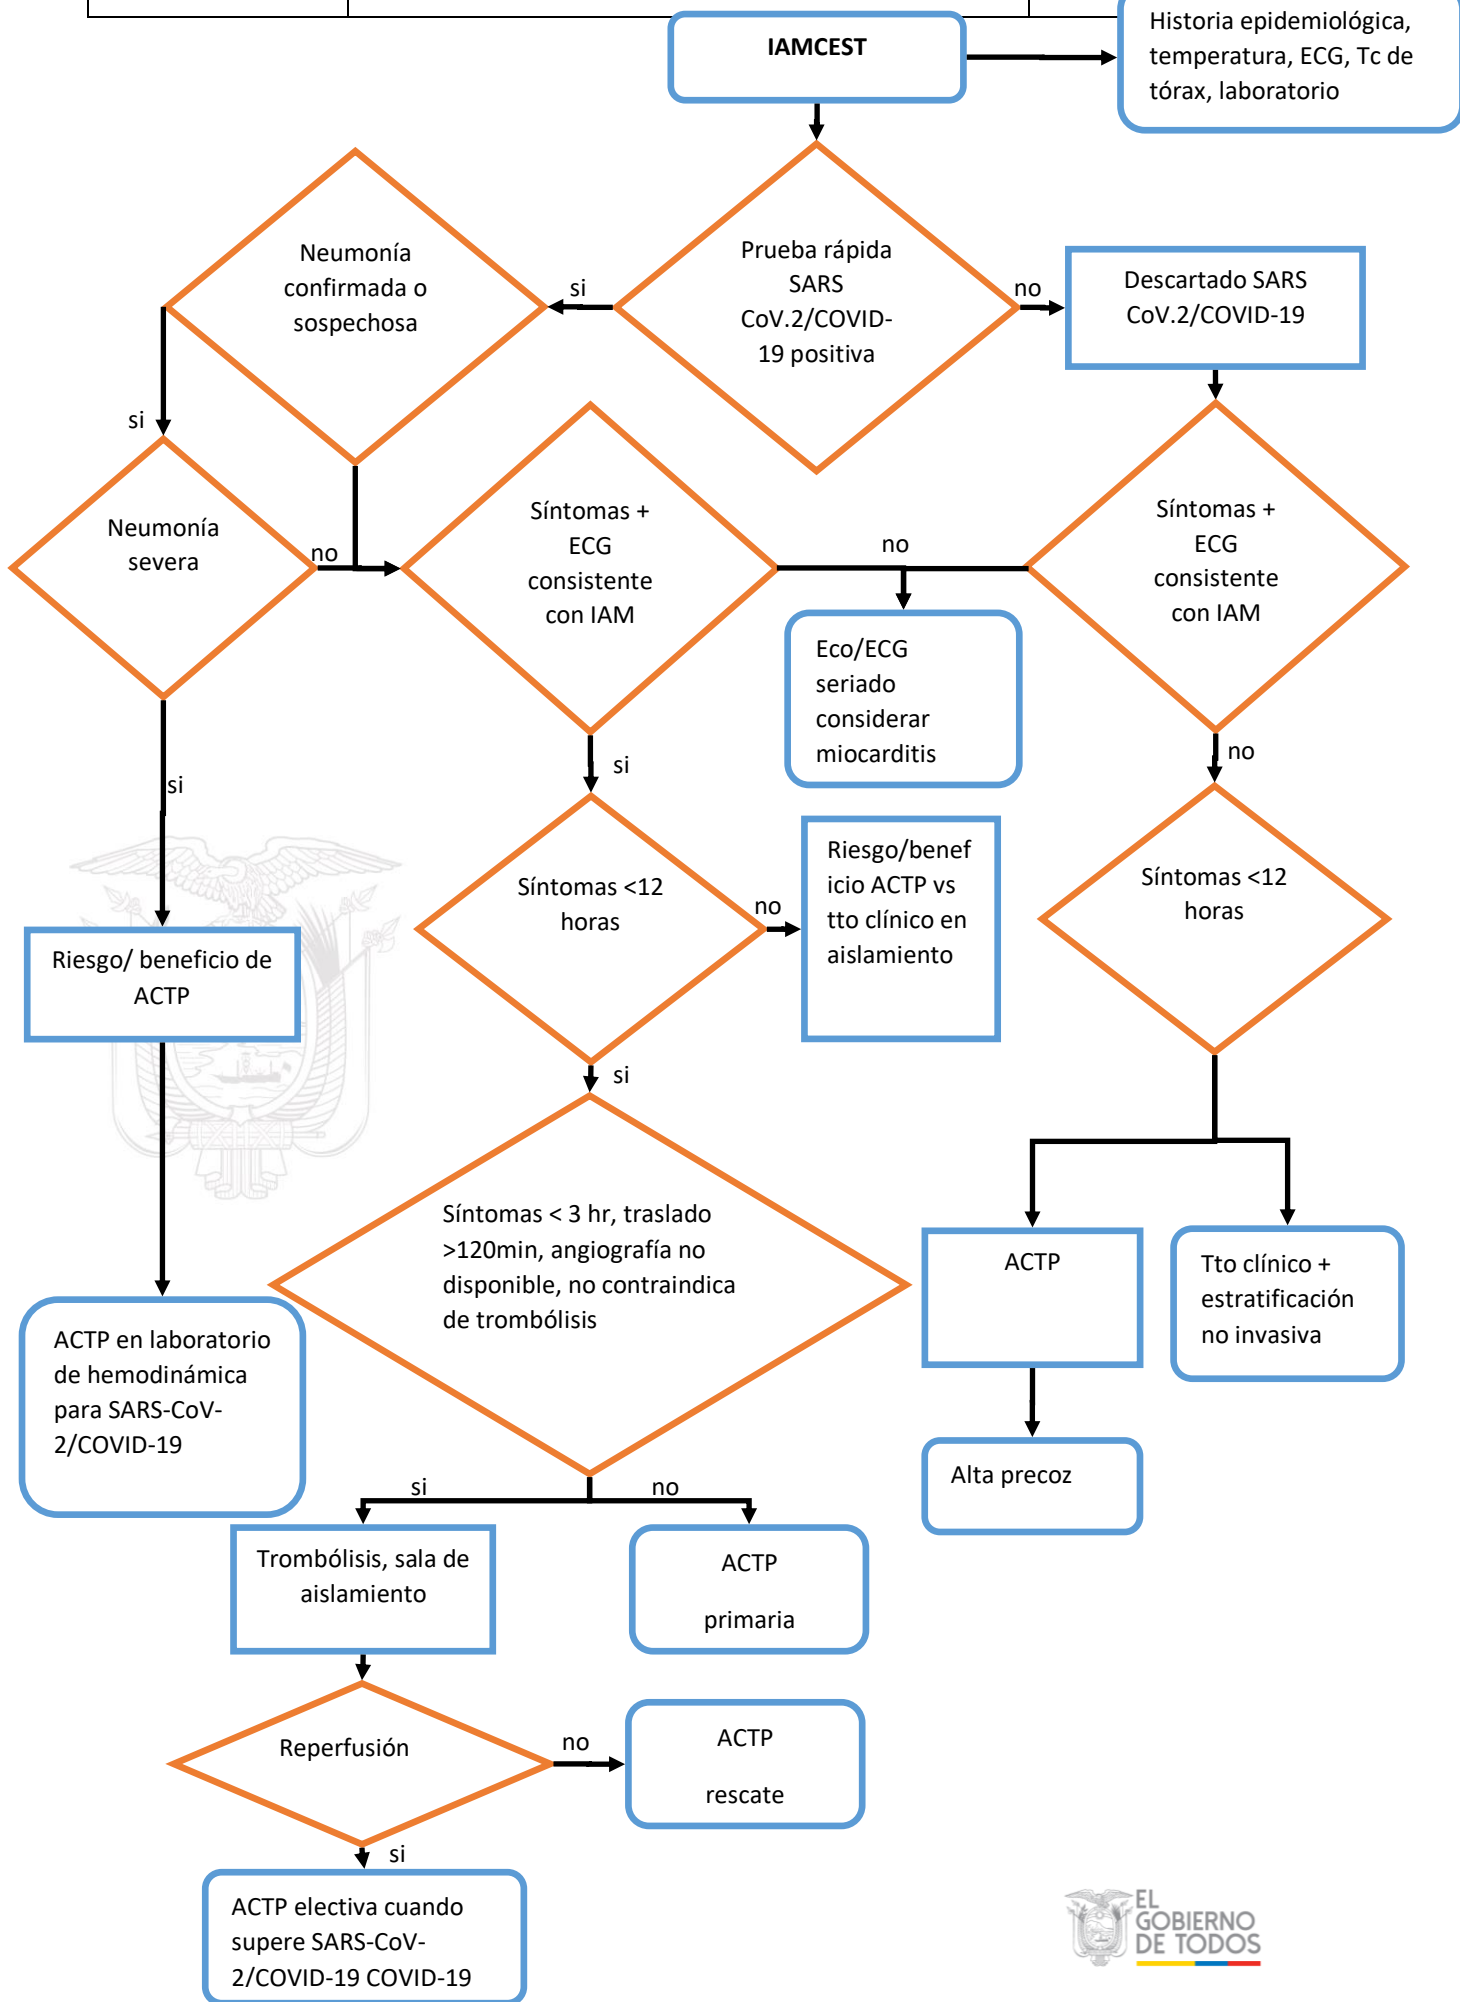 IAMCEST
Historia epidemiológica,
temperatura, ECG, Tc de
tórax, laboratorio
Neumonía
confirmada o
sospechosa
si
Prueba rápida
SARS
CoV.2/COVID-
19 positiva
no
Descartado SARS
CoV.2/COVID-19
si
Neumonía
severa
no
Síntomas +
ECG
consistente
con IAM
no
Síntomas +
ECG
consistente
con IAM
Eco/ECG
seriado
considerar
miocarditis
si
si
no
Síntomas <12
horas
no
Riesgo/benef
icio ACTP vs
tto clínico en
aislamiento
Síntomas <12
horas
Riesgo/ beneficio de
ACTP
si
Síntomas < 3 hr, traslado
>120min, angiografía no
disponible, no contraindica
de trombólisis
ACTP
Tto clínico +
estratificación
no invasiva
ACTP en laboratorio
de hemodinámica
para SARS-CoV-
2/COVID-19
Alta precoz
si
no
Trombólisis, sala de
aislamiento
ACTP
primaria
Reperfusión
no
ACTP
rescate
si
ACTP electiva cuando
supere SARS-CoV-
2/COVID-19 COVID-19
EL
GOBIERNO
DE TODOS